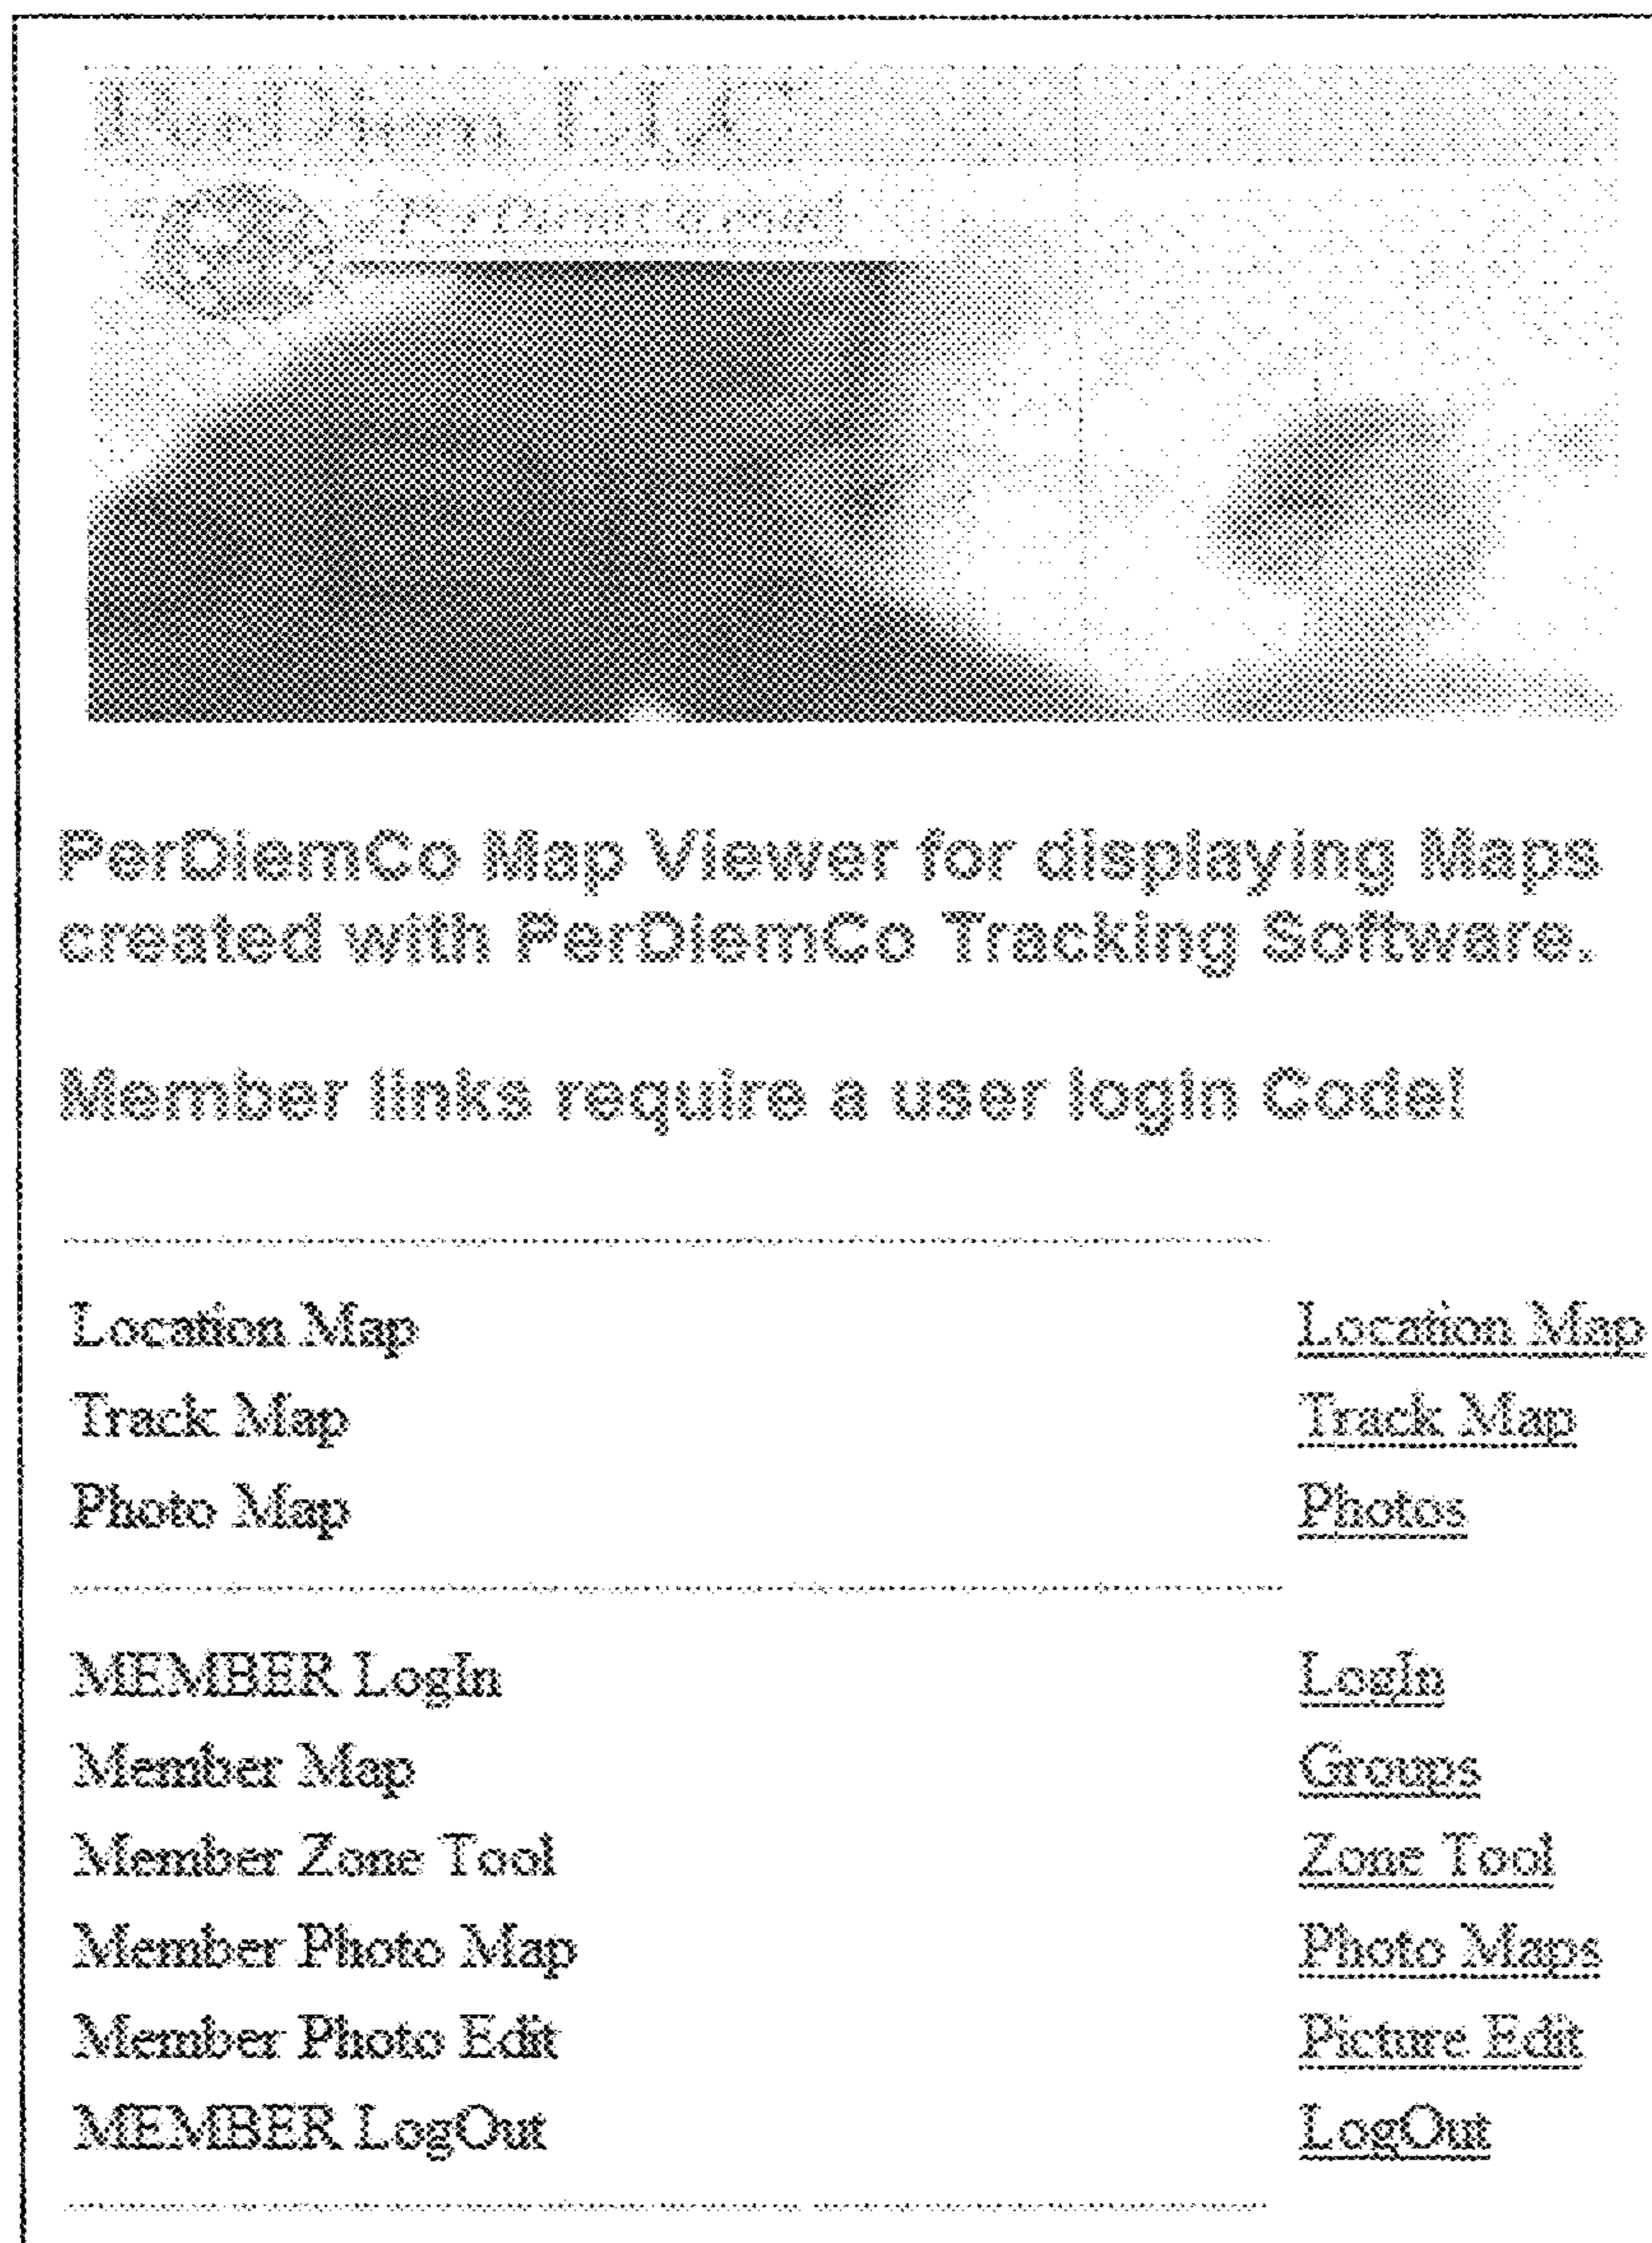 PerDiem LLC
PerDiemCo Map Viewer for displaying Maps
created with PerDiemCo Tracking Software.
Member links require a user login Code!
Location Map Location Map
Track Map Track Map
Photo Map Photos
MEMBER LogIn LogIn
Member Map Groups
Member Zone Tool Zone Tool
Member Photo Map Photo Maps
Member Photo Edit Picture Edit
MEMBER LogOut LogOut